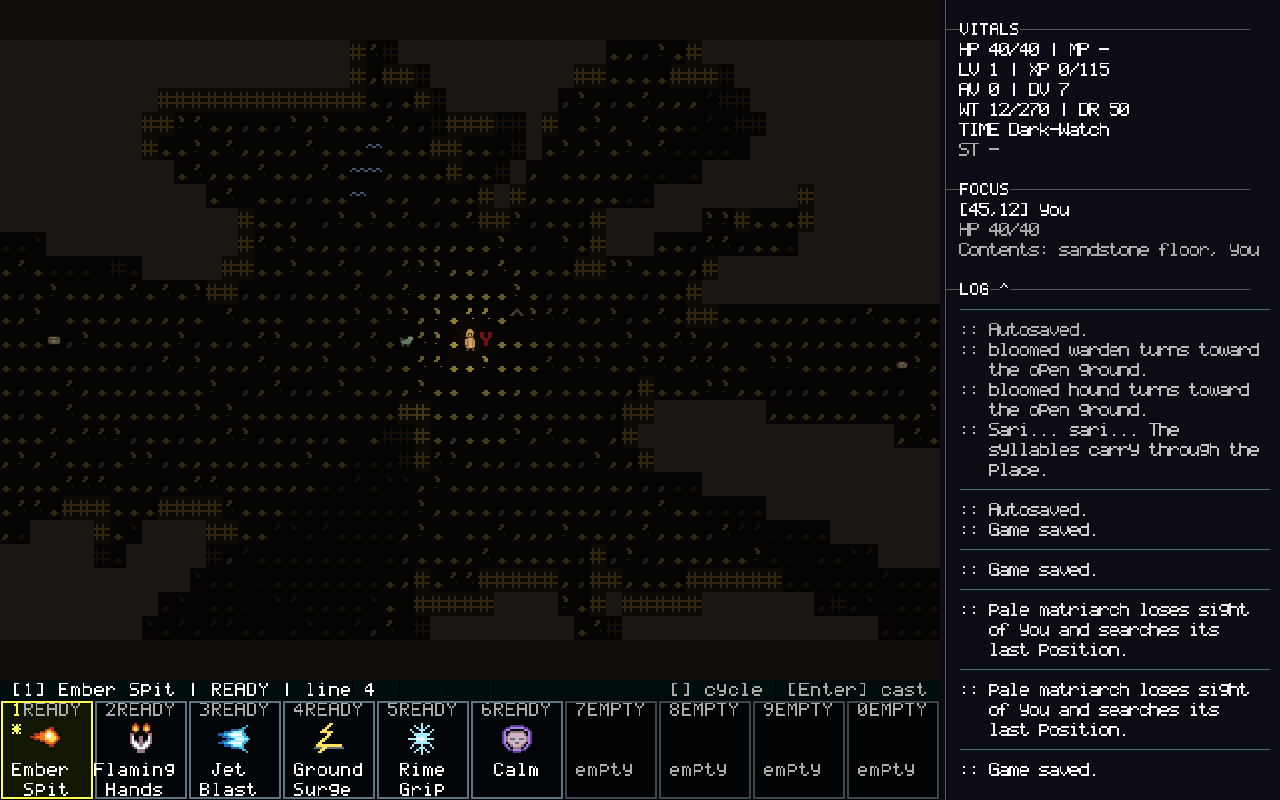 VITALS
HP 40/40 | MP -
LV 1 | XP 0/115
AV 0 | DV 7
WT 12/270 | DR 50
TIME Dark-Watch
ST -
FOCUS
[45,12] You
HP 40/40
Contents: sandstone floor, You
LOG ^
:: Autosaved.
:: bloomed warden turns toward
the open ground.
:: bloomed hound turns toward
the open ground.
:: Sari... sari... The
syllables carry through the
Place.
:: Autosaved.
:: Game saved.
:: Game saved.
:: Pale matriarch loses sight
of You and searches its
last Position.
:: Pale matriarch loses sight
of You and searches its
last Position.
:: Game saved.
[1] Ember Spit | READY | line 4
[] cycle [Enter] cast
1READY 2READY 3READY 4READY 5READY 6READY 7EMPTY 8EMPTY 9EMPTY 0EMPTY
*
Ember Flaming Jet Ground Rime Calm empty empty empty empty
Spit Hands Blast Surge Grip